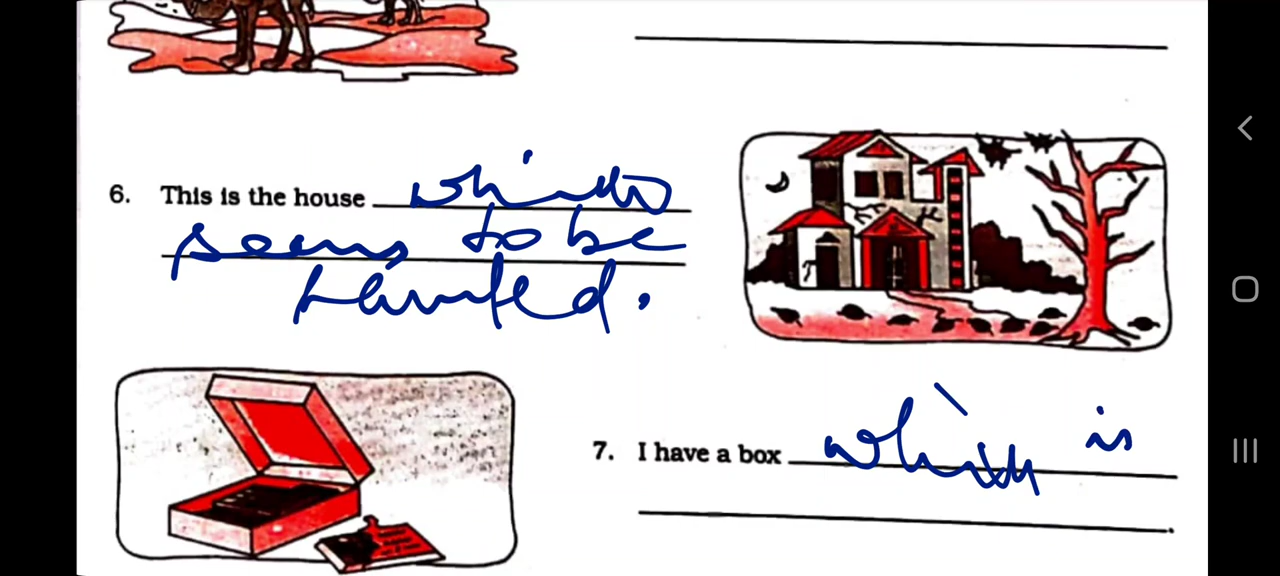 6. This is the house which
seems to be
haunted.
7. I have a box which is